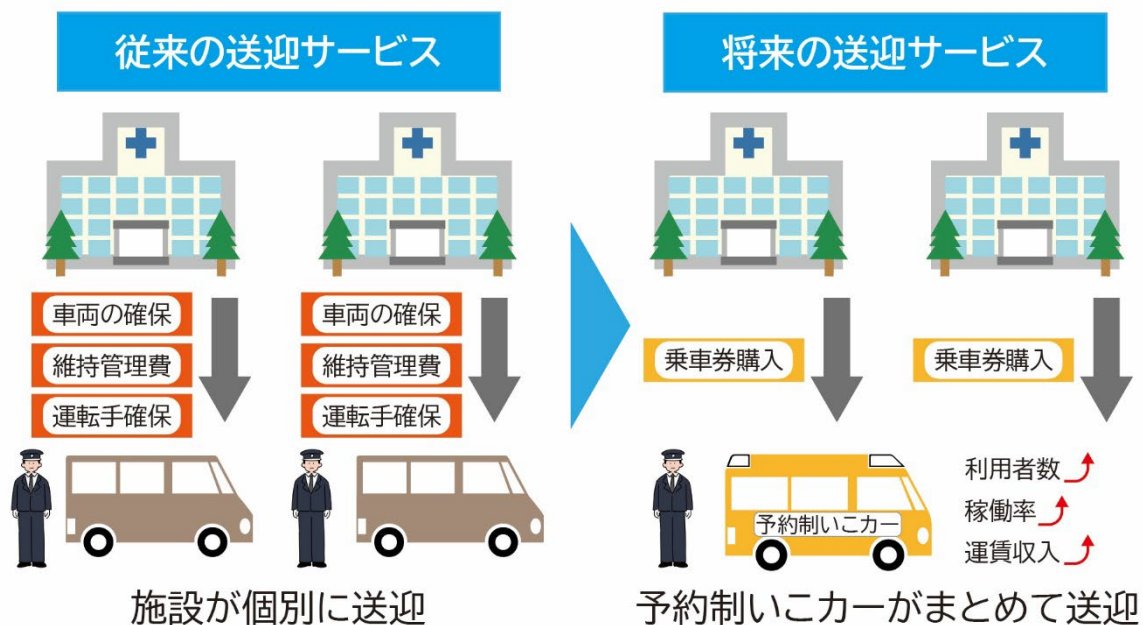 従来の送迎サービス
車両の確保
維持管理費
運転手確保
車両の確保
維持管理費
運転手確保
施設が個別に送迎
将来の送迎サービス
乗車券購入
乗車券購入
予約制いこカー
利用者数
稼働率
運賃収入
予約制いこカーがまとめて送迎